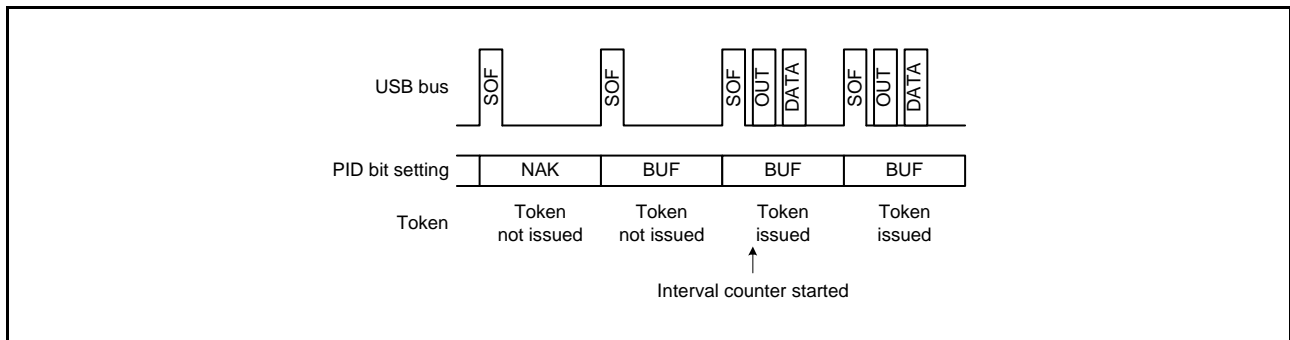 USB bus
SOF
SOF
SOF
OUT
DATA
SOF
OUT
DATA
PID bit setting
NAK
BUF
BUF
BUF
Token
Token
not issued
Token
not issued
Token
issued
Token
issued
Interval counter started